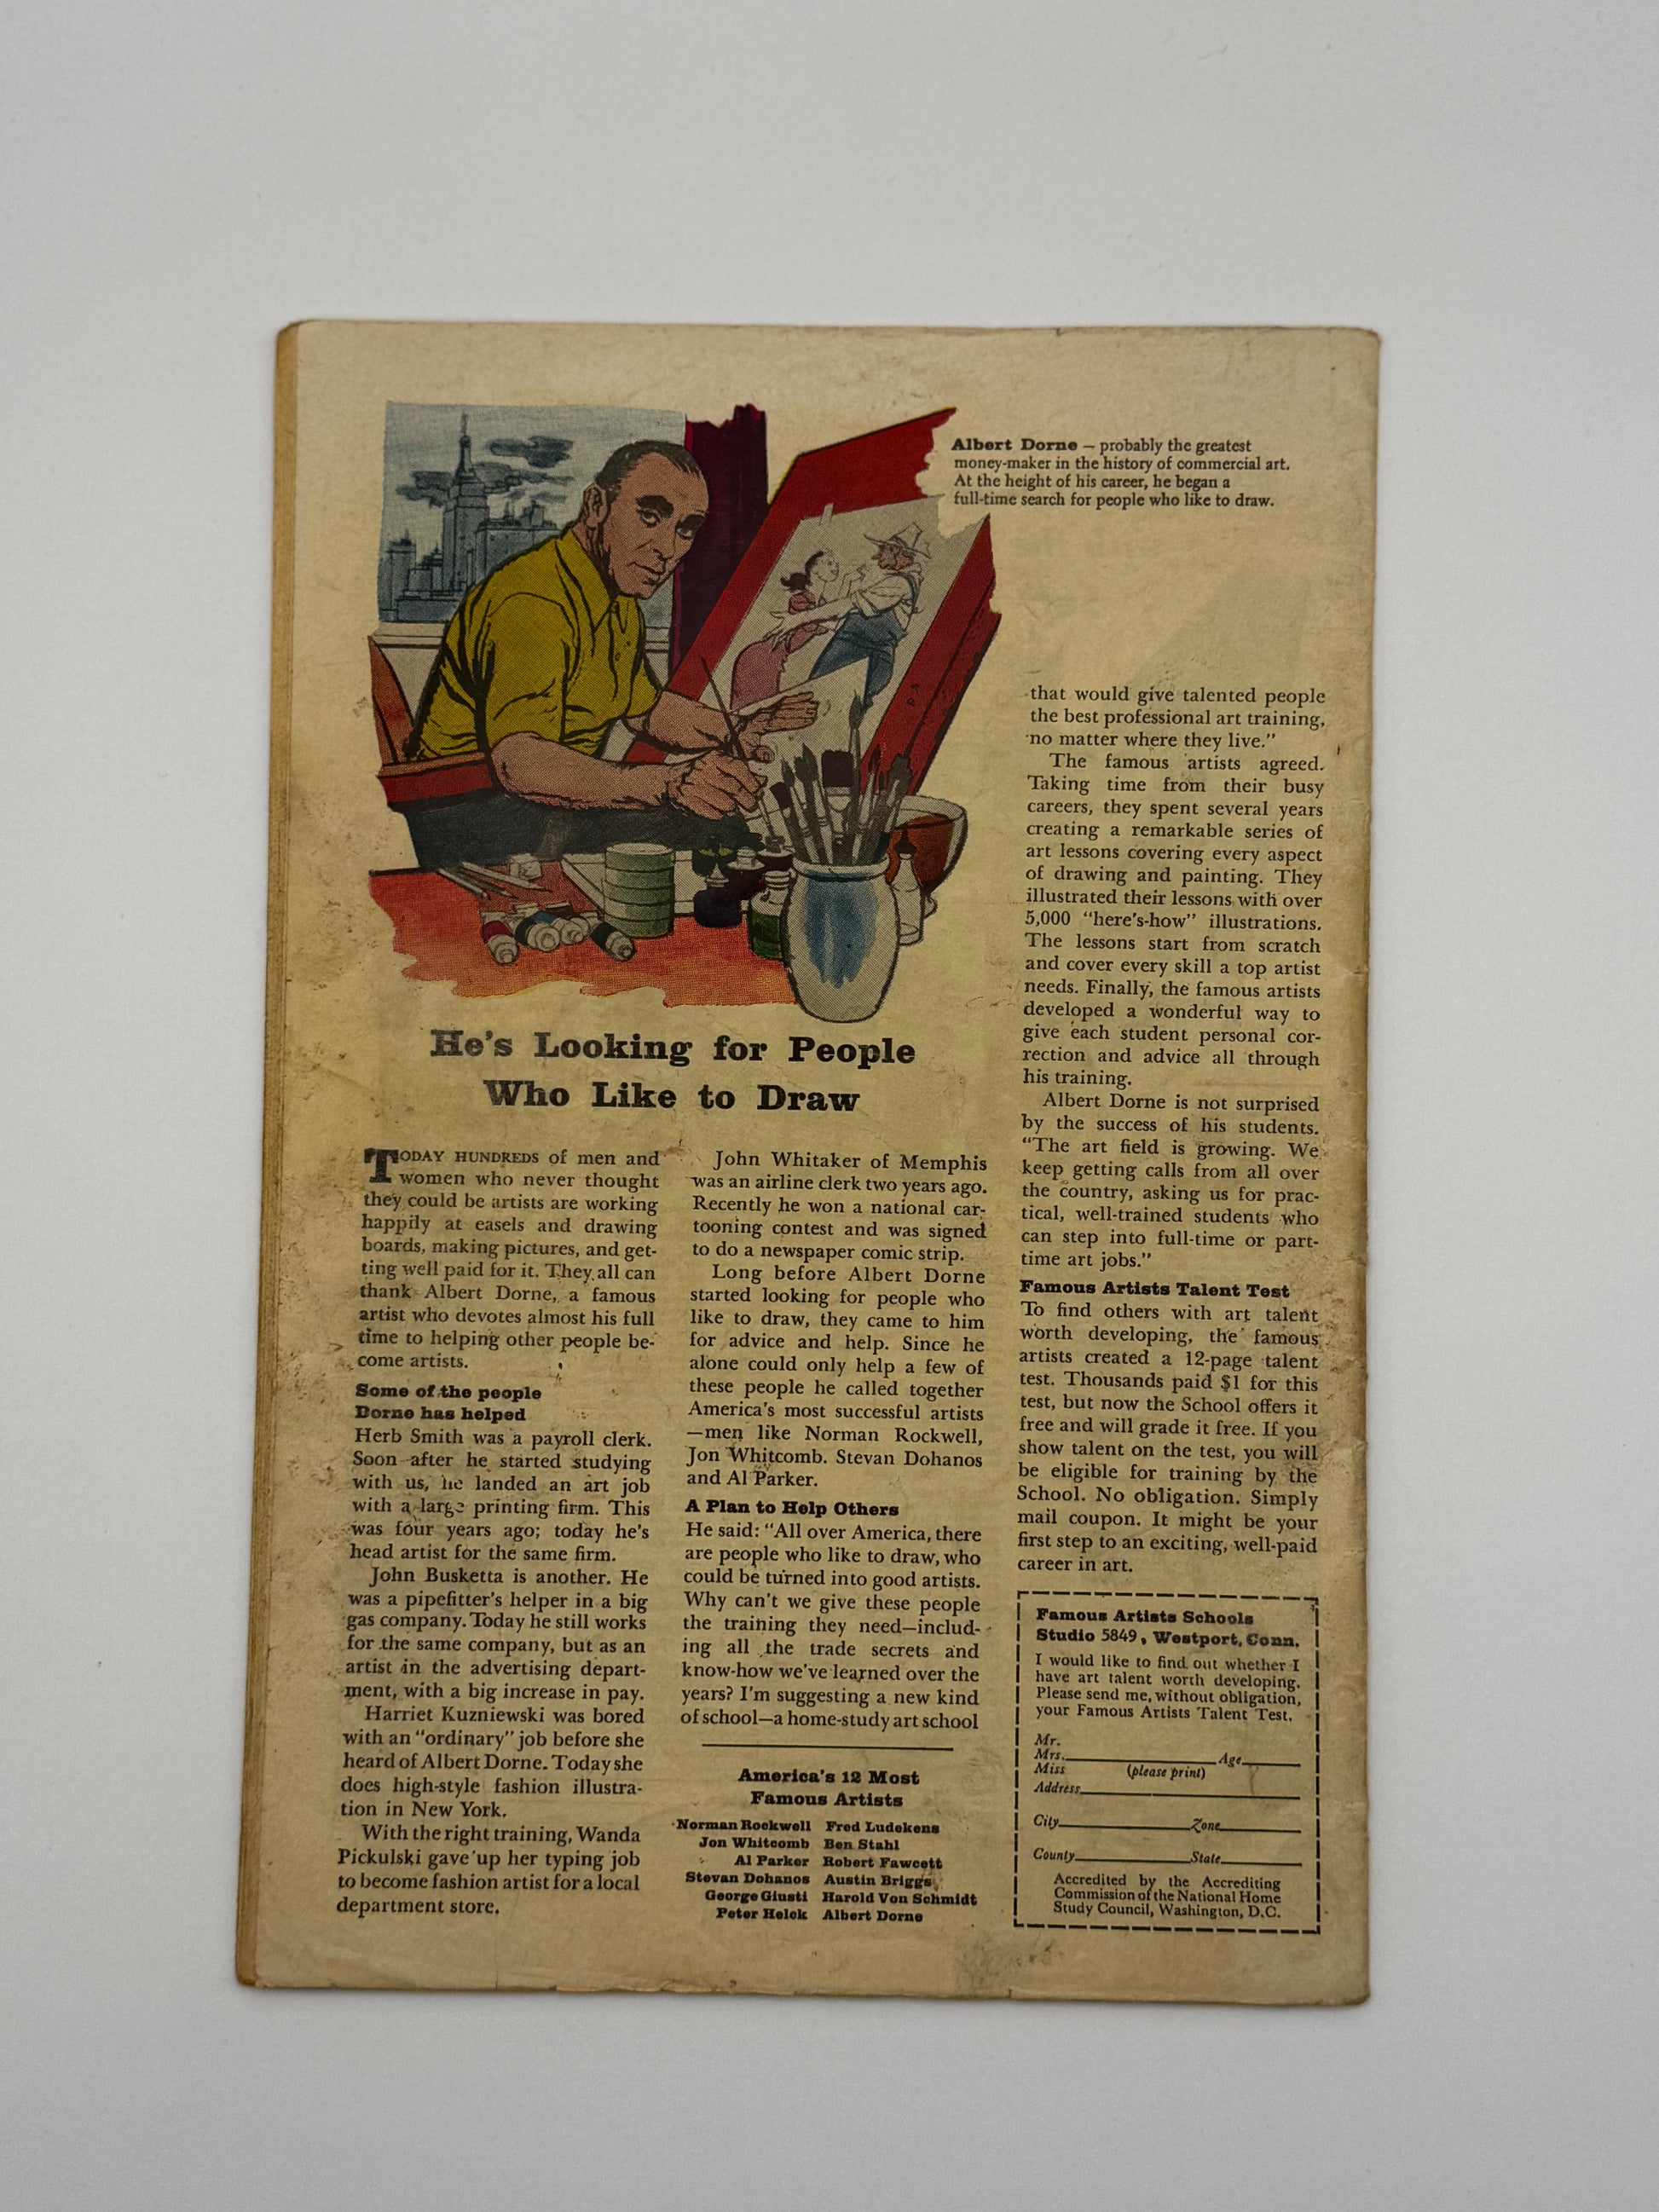 Albert Dorne — probably the greatest
money-maker in the history of commercial art.
At the height of his career, he began a
full-time search for people who like to draw.
He's Looking for People
Who Like to Draw
TODAY HUNDREDS of men and
women who never thought
they could be artists are working
happily at easels and drawing
boards, making pictures, and get-
ting well paid for it. They all can
thank Albert Dorne, a famous
artist who devotes almost his full
time to helping other people be-
come artists.
Some of the people
Dorne has helped
Herb Smith was a payroll clerk.
Soon after he started studying
with us, he landed an art job
with a large printing firm. This
was four years ago; today he's
head artist for the same firm.
John Busketta is another. He
was a pipefitter's helper in a big
gas company. Today he still works
for the same company, but as an
artist in the advertising depart-
ment, with a big increase in pay.
Harriet Kuzniewski was bored
with an "ordinary" job before she
heard of Albert Dorne. Today she
does high-style fashion illustra-
tion in New York.
With the right training, Wanda
Pickulski gave up her typing job
to become fashion artist for a local
department store.
John Whitaker of Memphis
was an airline clerk two years ago.
Recently he won a national car-
tooning contest and was signed
to do a newspaper comic strip.
Long before Albert Dorne
started looking for people who
like to draw, they came to him
for advice and help. Since he
alone could only help a few of
these people he called together
America's most successful artists
—men like Norman Rockwell,
Jon Whitcomb. Stevan Dohanos
and Al Parker.
A Plan to Help Others
He said: "All over America, there
are people who like to draw, who
could be turned into good artists.
Why can't we give these people
the training they need—includ-
ing all the trade secrets and
know-how we've learned over the
years? I'm suggesting a new kind
of school—a home-study art school
America's 12 Most
Famous Artists
Norman Rockwell Fred Ludekens
Jon Whitcomb Ben Stahl
Al Parker Robert Fawcett
Stevan Dohanos Austin Briggs
George Giusti Harold Von Schmidt
Peter Helck Albert Dorne
that would give talented people
the best professional art training,
no matter where they live."
The famous artists agreed.
Taking time from their busy
careers, they spent several years
creating a remarkable series of
art lessons covering every aspect
of drawing and painting. They
illustrated their lessons with over
5,000 "here's-how" illustrations.
The lessons start from scratch
and cover every skill a top artist
needs. Finally, the famous artists
developed a wonderful way to
give each student personal cor-
rection and advice all through
his training.
Albert Dorne is not surprised
by the success of his students.
"The art field is growing. We
keep getting calls from all over
the country, asking us for prac-
tical, well-trained students who
can step into full-time or part-
time art jobs."
Famous Artists Talent Test
To find others with art talent
worth developing, the famous
artists created a 12-page talent
test. Thousands paid $1 for this
test, but now the School offers it
free and will grade it free. If you
show talent on the test, you will
be eligible for training by the
School. No obligation. Simply
mail coupon. It might be your
first step to an exciting, well-paid
career in art.
Famous Artists Schools
Studio 5849, Westport, Conn.
I would like to find out whether I
have art talent worth developing.
Please send me, without obligation,
your Famous Artists Talent Test.
Mr.
Mrs. Age
Miss (please print)
Address
City Zone
County State
Accredited by the Accrediting
Commission of the National Home
Study Council, Washington, D.C.